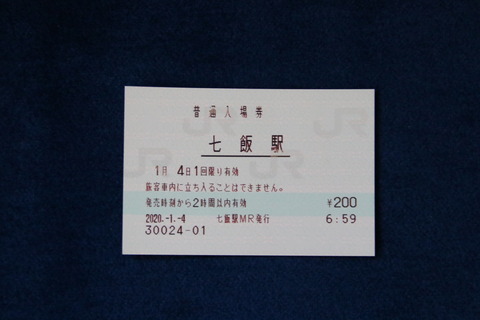 普通入場券
七飯駅
1月 4日1回限り有効
旅客車内に立ち入ることはできません。
発売時刻から2時間以内有効 ¥200
2020.-1.-4 七飯駅MR発行 6:59
30024-01